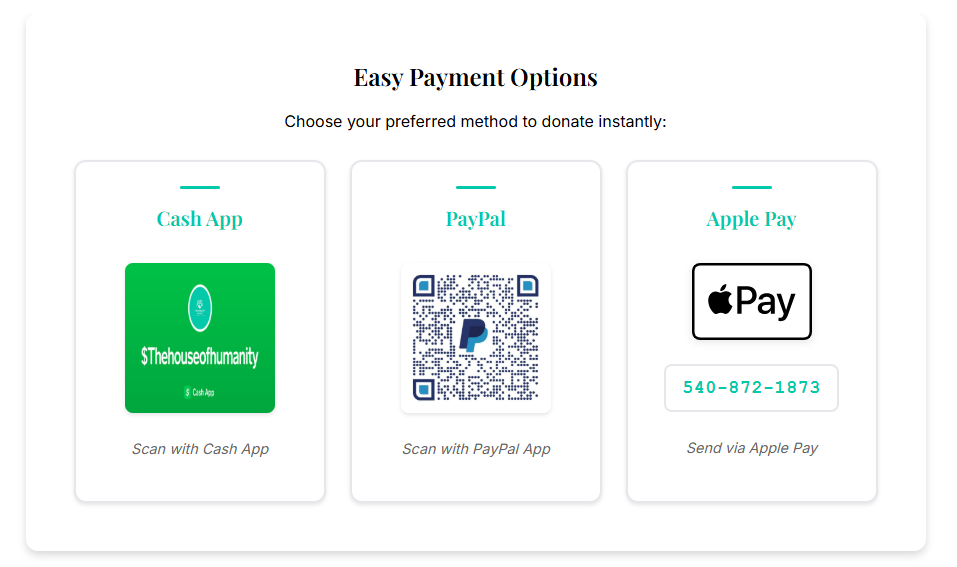 Easy Payment Options
Choose your preferred method to donate instantly:
Cash App
$Thehouseofhumanity
$ Cash App
Scan with Cash App
PayPal
Scan with PayPal App
Apple Pay
Pay
540-872-1873
Send via Apple Pay